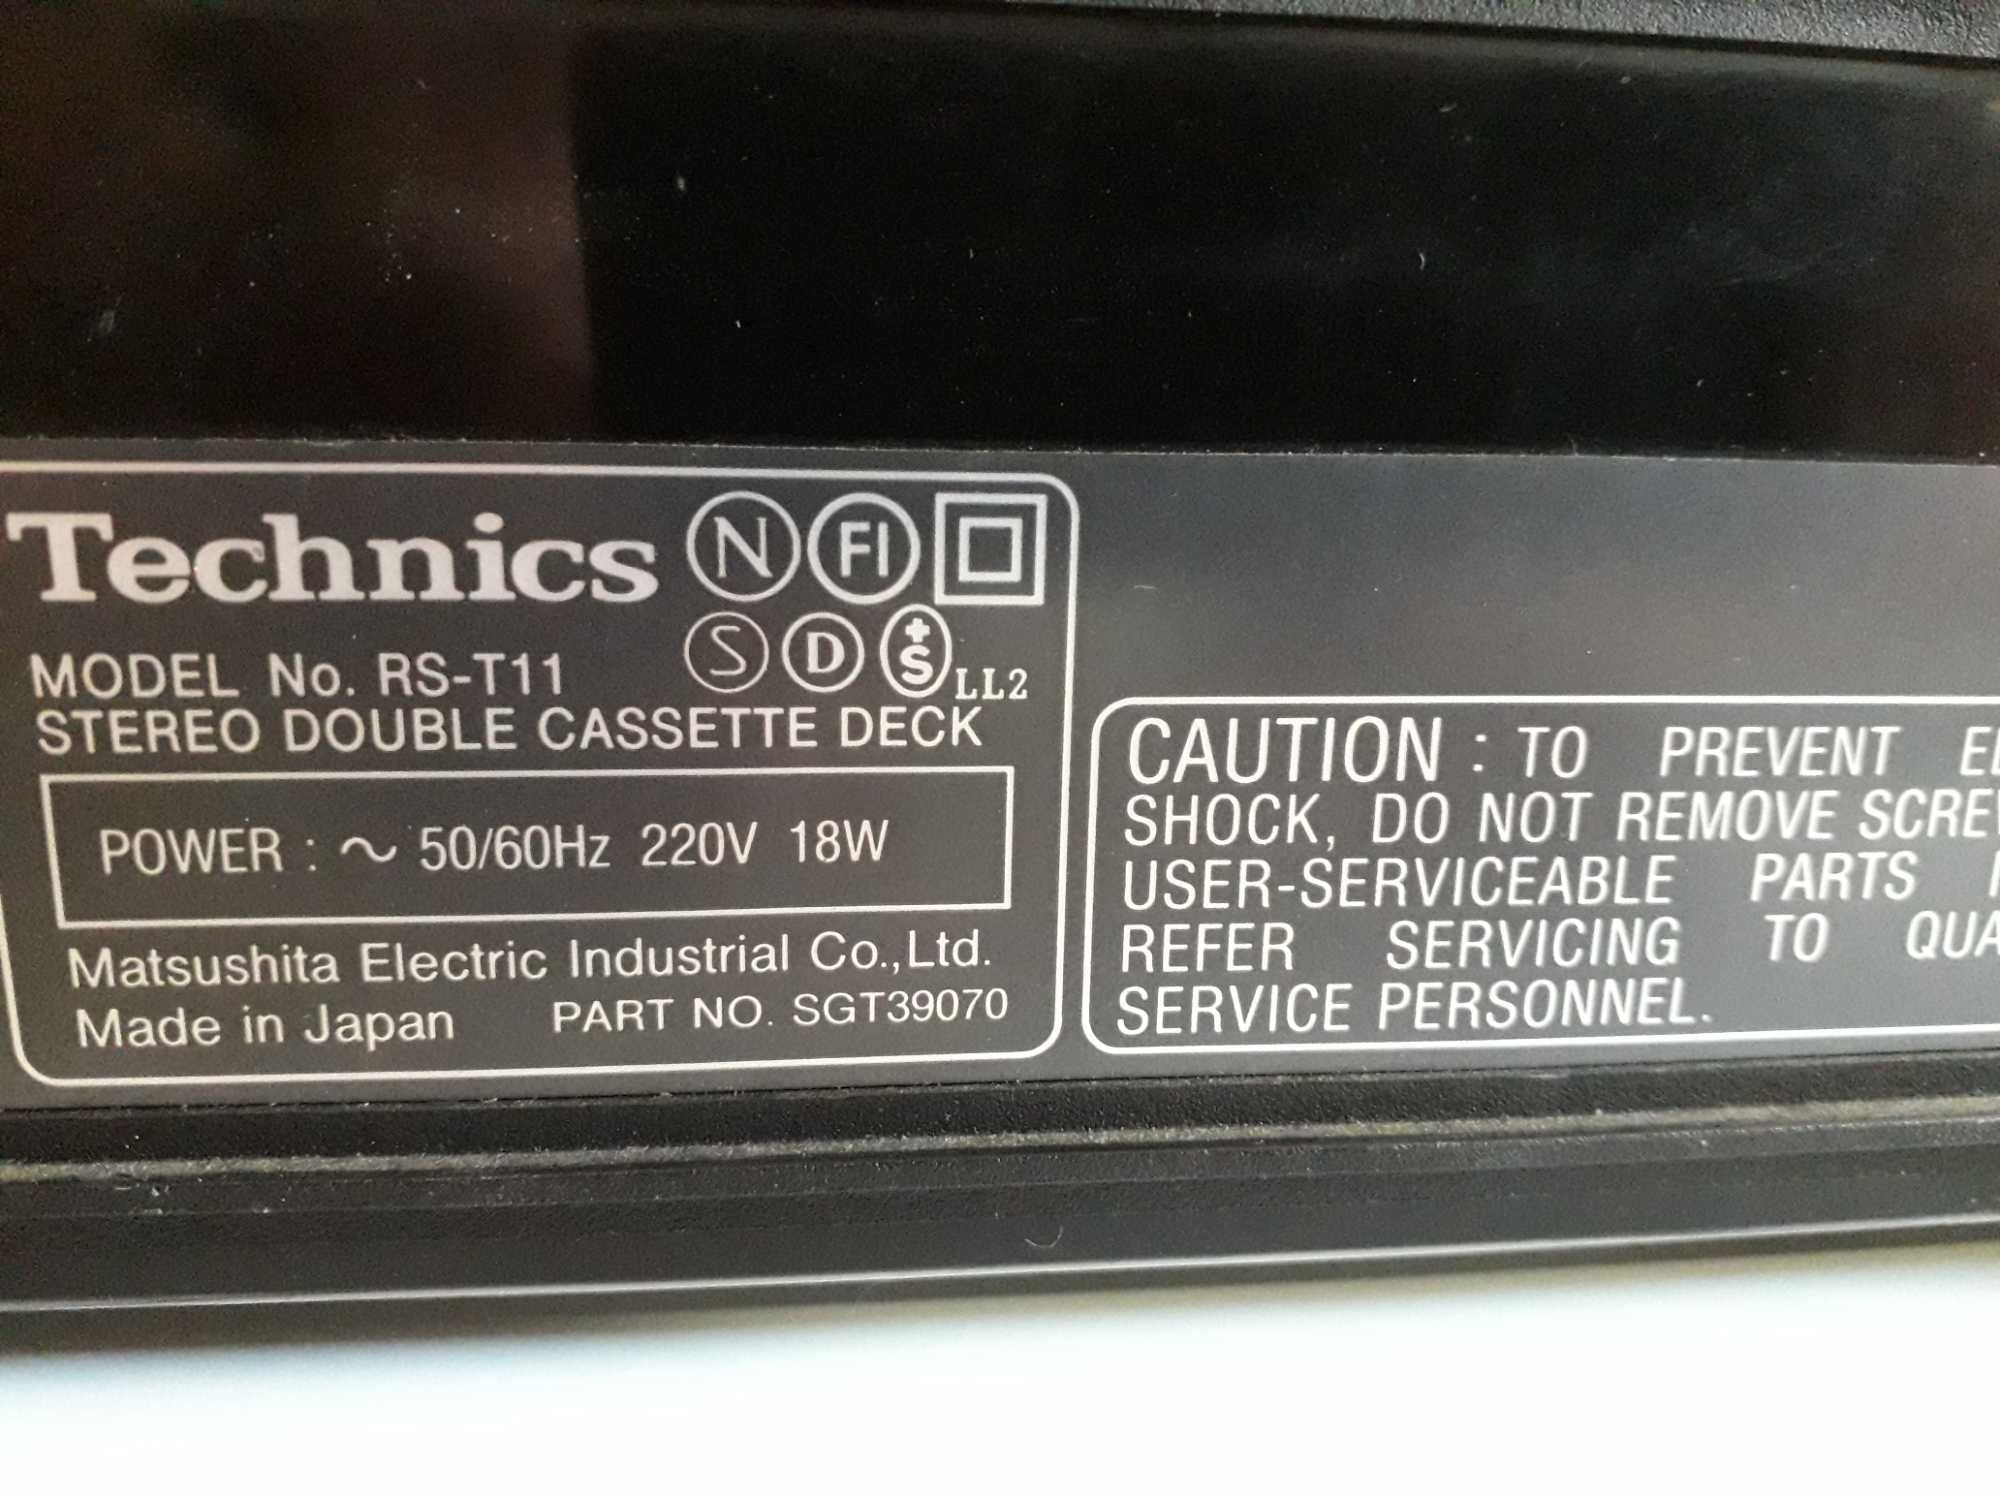 Technics N FI
MODEL No. RS-T11 S D +S LL2
STEREO DOUBLE CASSETTE DECK
POWER : ~ 50/60Hz 220V 18W
Matsushita Electric Industrial Co.,Ltd.
Made in Japan PART NO. SGT39070
CAUTION : TO PREVENT
SHOCK, DO NOT REMOVE
USER-SERVICEABLE PARTS
REFER SERVICING TO
SERVICE PERSONNEL.